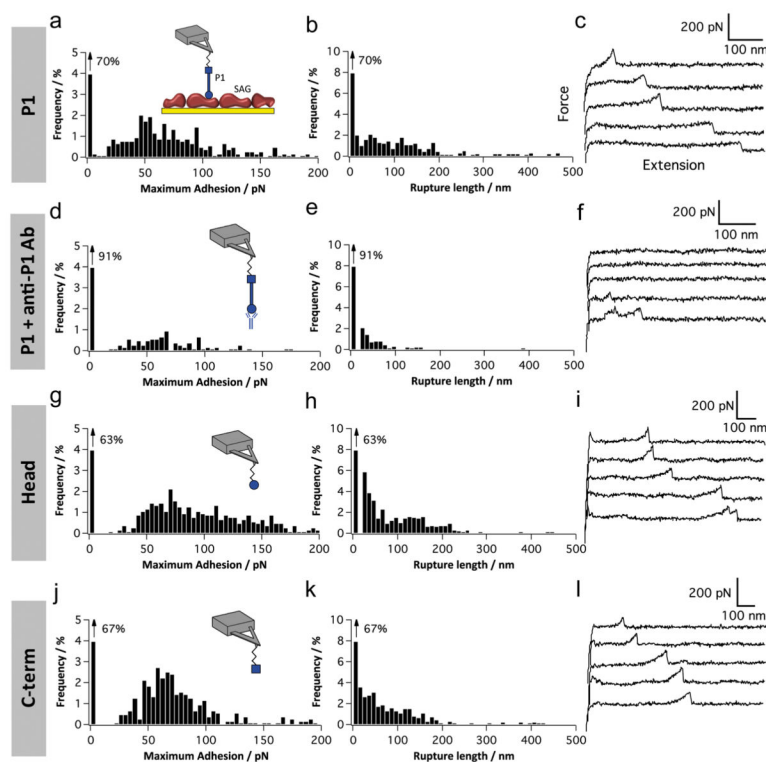 P1
a
70%
P1
SAG
Frequency / %
5
4
3
2
1
0
0 50 100 150 200
Maximum Adhesion / pN
b
70%
Frequency / %
10
8
6
4
2
0
0 100 200 300 400 500
Rupture length / nm
c
200 pN
100 nm
Force
Extension
P1 + anti-P1 Ab
d
91%
Frequency / %
5
4
3
2
1
0
0 50 100 150 200
Maximum Adhesion / pN
e
91%
Frequency / %
10
8
6
4
2
0
0 100 200 300 400 500
Rupture length / nm
f
200 pN
100 nm
Head
g
63%
Frequency / %
5
4
3
2
1
0
0 50 100 150 200
Maximum Adhesion / pN
h
63%
Frequency / %
10
8
6
4
2
0
0 100 200 300 400 500
Rupture length / nm
i
200 pN
100 nm
C-term
j
67%
Frequency / %
5
4
3
2
1
0
0 50 100 150 200
Maximum Adhesion / pN
k
67%
Frequency / %
10
8
6
4
2
0
0 100 200 300 400 500
Rupture length / nm
l
200 pN
100 nm